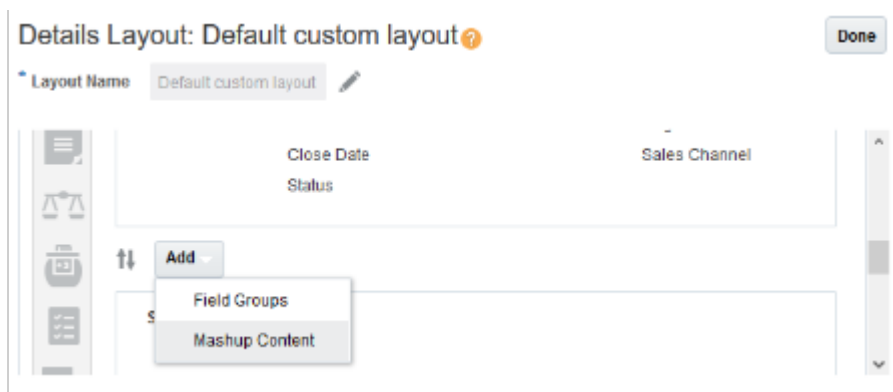 Details Layout: Default custom layout
Done
* Layout Name Default custom layout
Close Date Sales Channel
Status
Add
Field Groups
Mashup Content